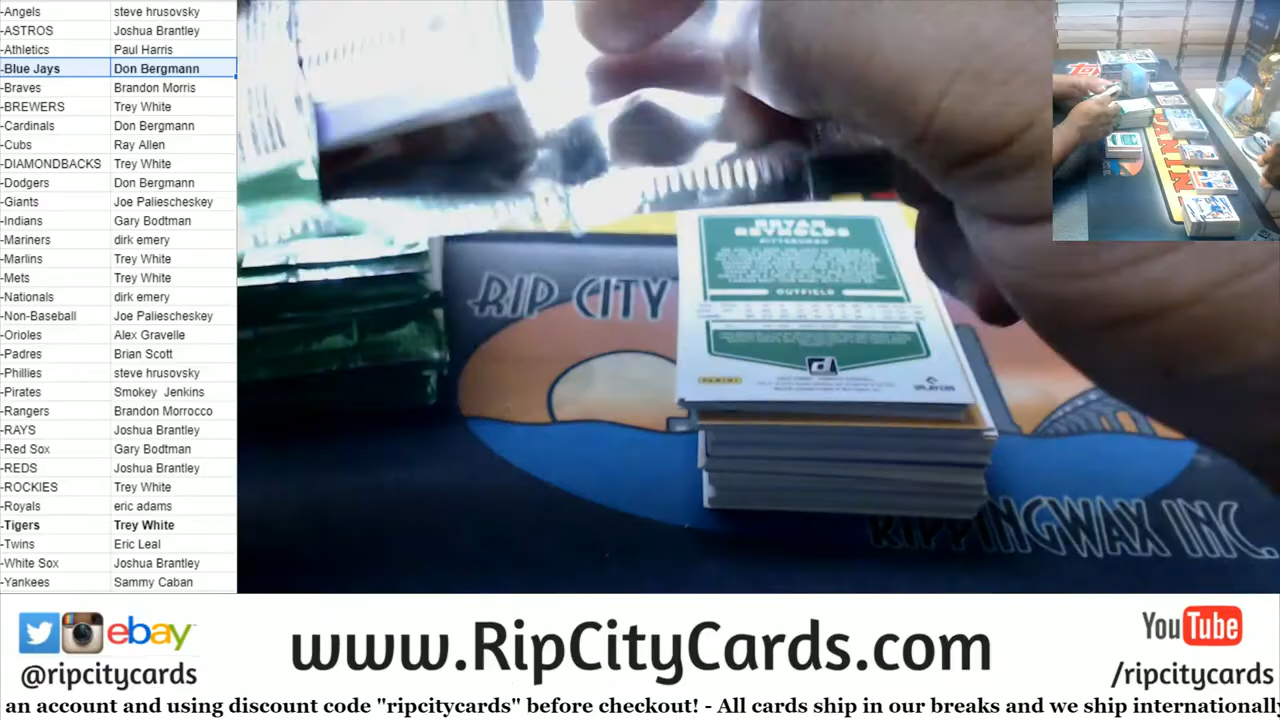 -Angels steve hrusovsky
-ASTROS Joshua Brantley
-Athletics Paul Harris
-Blue Jays Don Bergmann
-Braves Brandon Morris
-BREWERS Trey White
-Cardinals Don Bergmann
-Cubs Ray Allen
-DIAMONDBACKS Trey White
-Dodgers Don Bergmann
-Giants Joe Paliescheskey
-Indians Gary Bodtman
-Mariners dirk emery
-Marlins Trey White
-Mets Trey White
-Nationals dirk emery
-Non-Baseball Joe Paliescheskey
-Orioles Alex Gravelle
-Padres Brian Scott
-Phillies steve hrusovsky
-Pirates Smokey Jenkins
-Rangers Brandon Morrocco
-RAYS Joshua Brantley
-Red Sox Gary Bodtman
-REDS Joshua Brantley
-ROCKIES Trey White
-Royals eric adams
-Tigers Trey White
-Twins Eric Leal
-White Sox Joshua Brantley
-Yankees Sammy Caban
BRYAN
REYNOLDS
PITTSBURGH
OUTFIELD
PANINI
RIP CITY
RIPPINGWAX INC.
ebay
@ripcitycards
www.RipCityCards.com
YouTube
/ripcitycards
an account and using discount code "ripcitycards" before checkout! - All cards ship in our breaks and we ship internationally